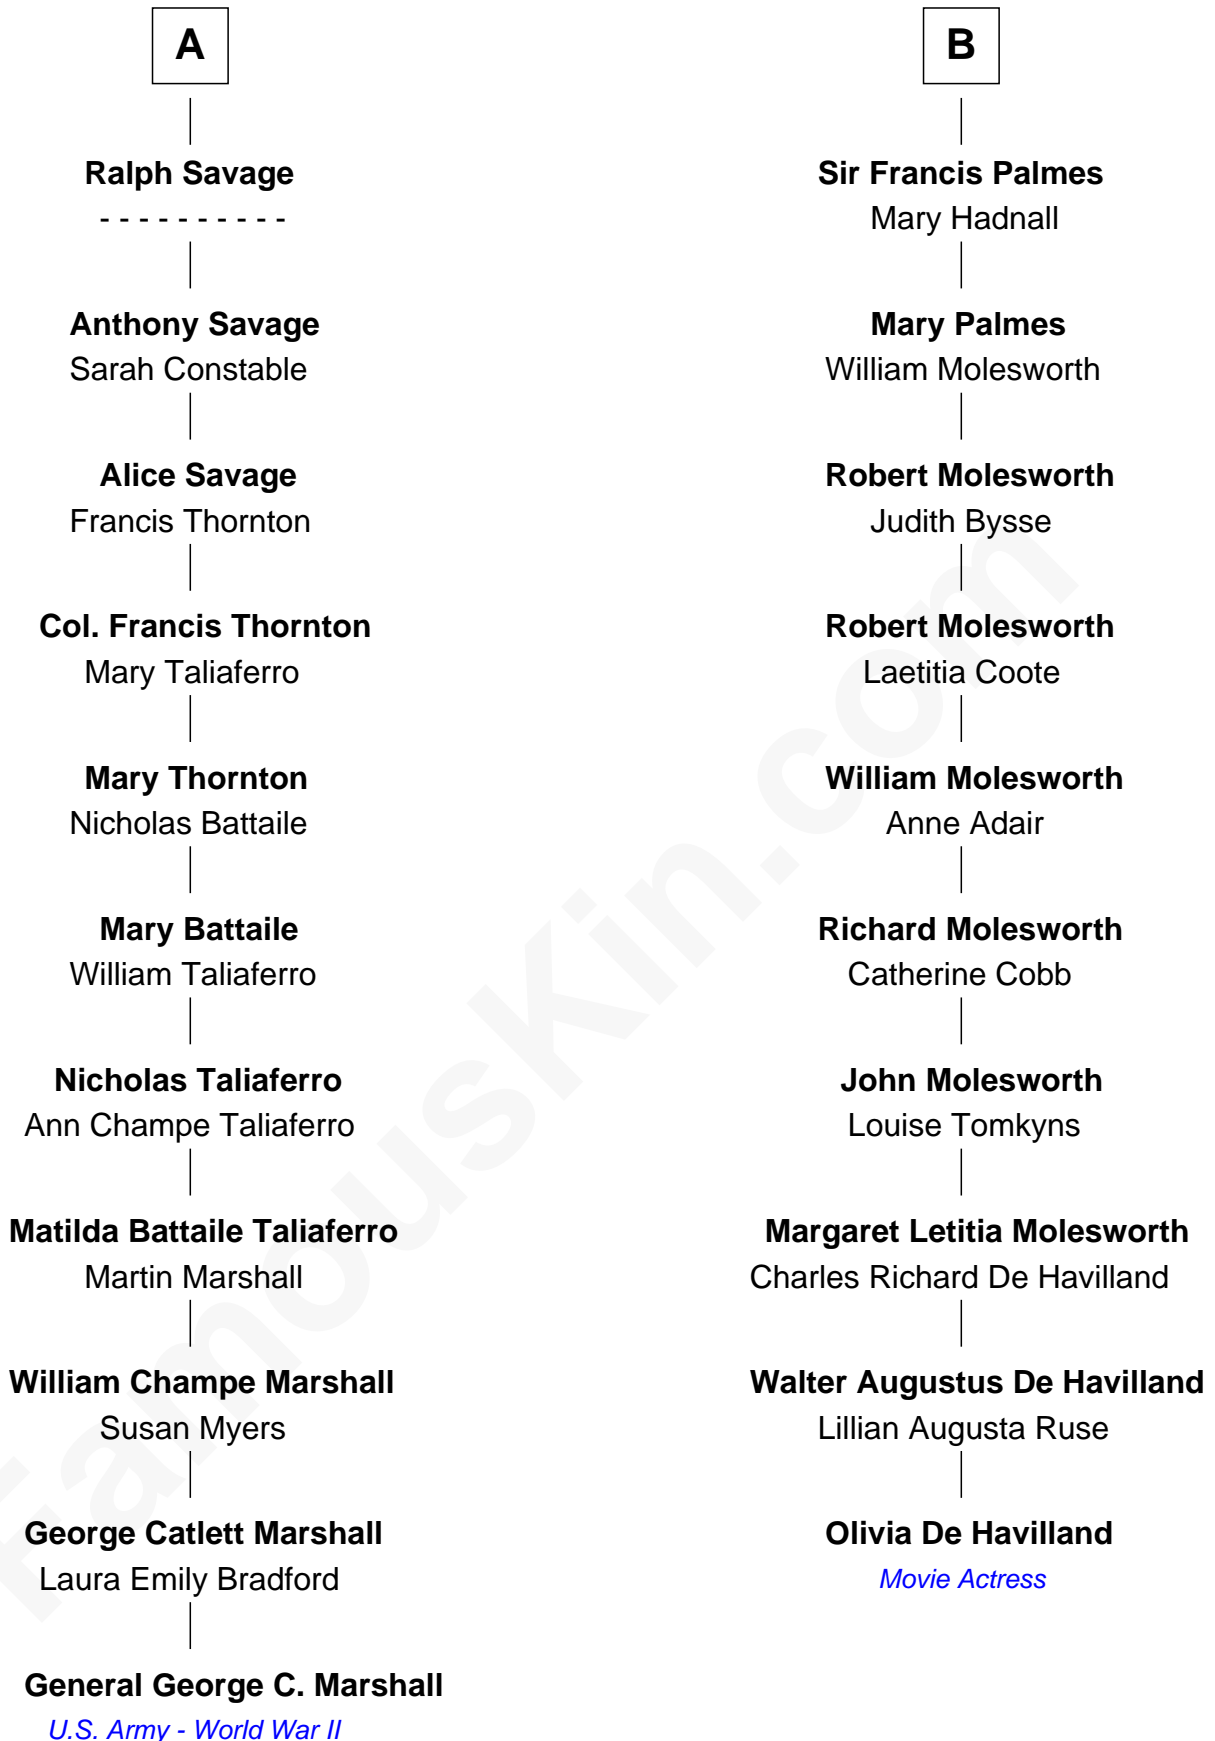 A
Ralph Savage
- - - - - - - - - -
Anthony Savage
Sarah Constable
Alice Savage
Francis Thornton
Col. Francis Thornton
Mary Taliaferro
Mary Thornton
Nicholas Battaile
Mary Battaile
William Taliaferro
Nicholas Taliaferro
Ann Champe Taliaferro
Matilda Battaile Taliaferro
Martin Marshall
William Champe Marshall
Susan Myers
George Catlett Marshall
Laura Emily Bradford
General George C. Marshall
U.S. Army - World War II
B
Sir Francis Palmes
Mary Hadnall
Mary Palmes
William Molesworth
Robert Molesworth
Judith Bysse
Robert Molesworth
Laetitia Coote
William Molesworth
Anne Adair
Richard Molesworth
Catherine Cobb
John Molesworth
Louise Tomkyns
Margaret Letitia Molesworth
Charles Richard De Havilland
Walter Augustus De Havilland
Lillian Augusta Ruse
Olivia De Havilland
Movie Actress
FamousKin.com